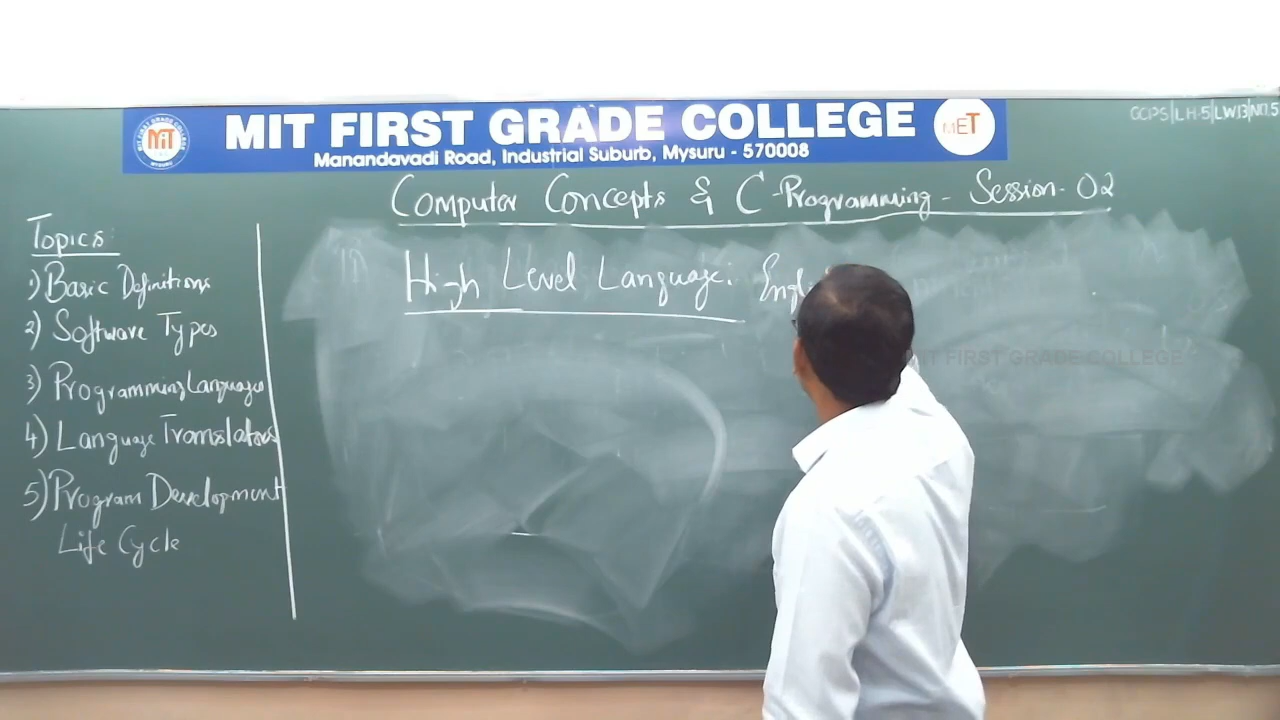 MIT FIRST GRADE COLLEGE
Manandavadi Road, Industrial Suburb, Mysuru - 570008
MiT
MYSURU
MET
Computer Concepts & C-Programming - Session-02
Topics:
1) Basic Definitions
2) Software Types
3) Programming Languages
4) Language Translators
5) Program Development
Life Cycle
High Level Language: Engl
MIT FIRST GRADE COLLEGE